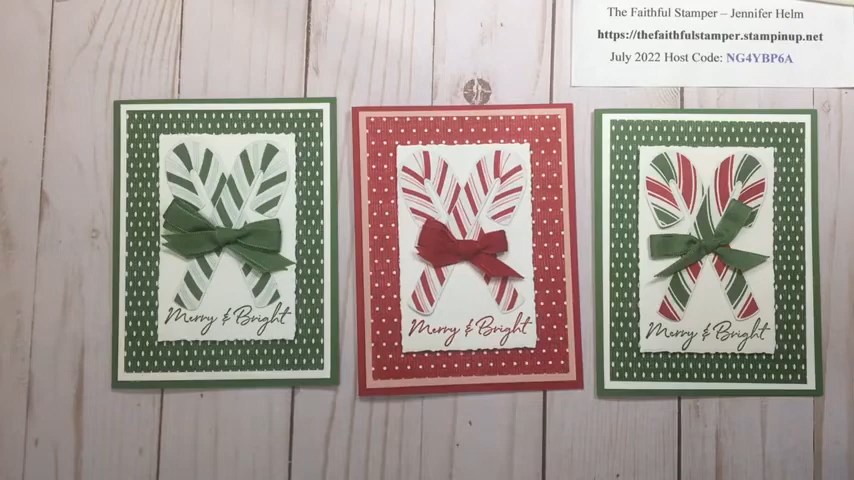 The Faithful Stamper – Jennifer Helm
https://thefaithfulstamper.stampinup.net
July 2022 Host Code: NG4YBP6A
Merry & Bright
Merry & Bright
Merry & Bright